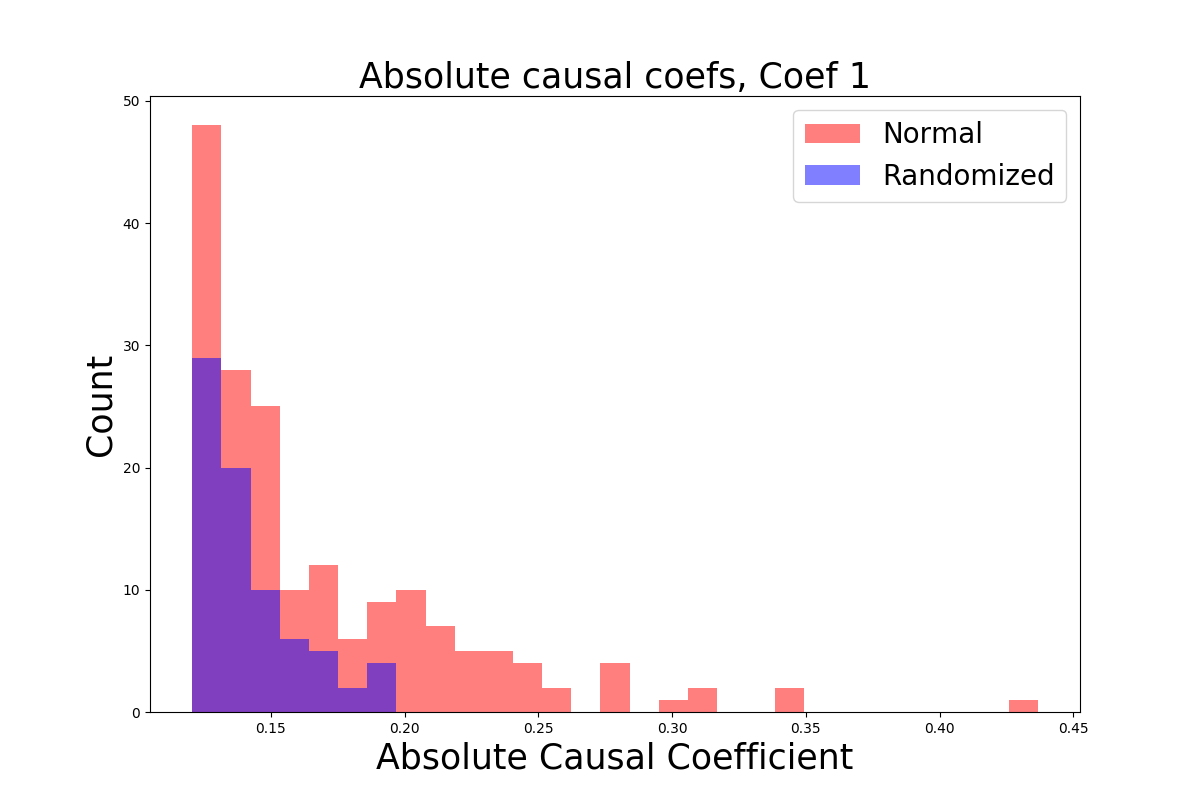 Absolute causal coefs, Coef 1
Normal
Randomized
50
40
30
20
10
0
Count
0.15 0.20 0.25 0.30 0.35 0.40 0.45
Absolute Causal Coefficient